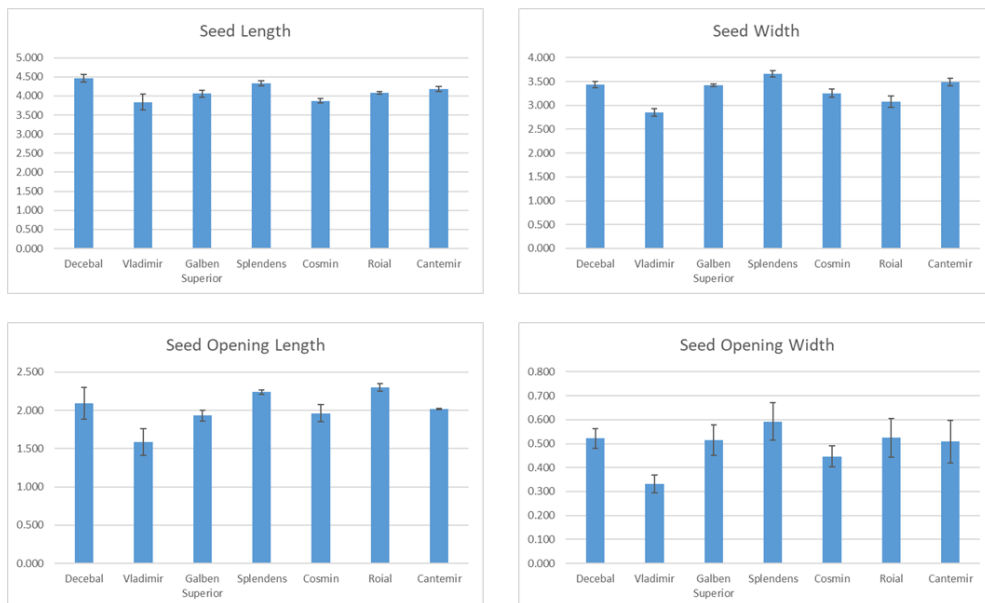 Seed Length
5.000
4.500
4.000
3.500
3.000
2.500
2.000
1.500
1.000
0.500
0.000
Decebal Vladimir Galben Splendens Cosmin Roial Cantemir
Superior
Seed Width
4.000
3.500
3.000
2.500
2.000
1.500
1.000
0.500
0.000
Decebal Vladimir Galben Splendens Cosmin Roial Cantemir
Superior
Seed Opening Length
2.500
2.000
1.500
1.000
0.500
0.000
Decebal Vladimir Galben Splendens Cosmin Roial Cantemir
Superior
Seed Opening Width
0.800
0.700
0.600
0.500
0.400
0.300
0.200
0.100
0.000
Decebal Vladimir Galben Splendens Cosmin Roial Cantemir
Superior